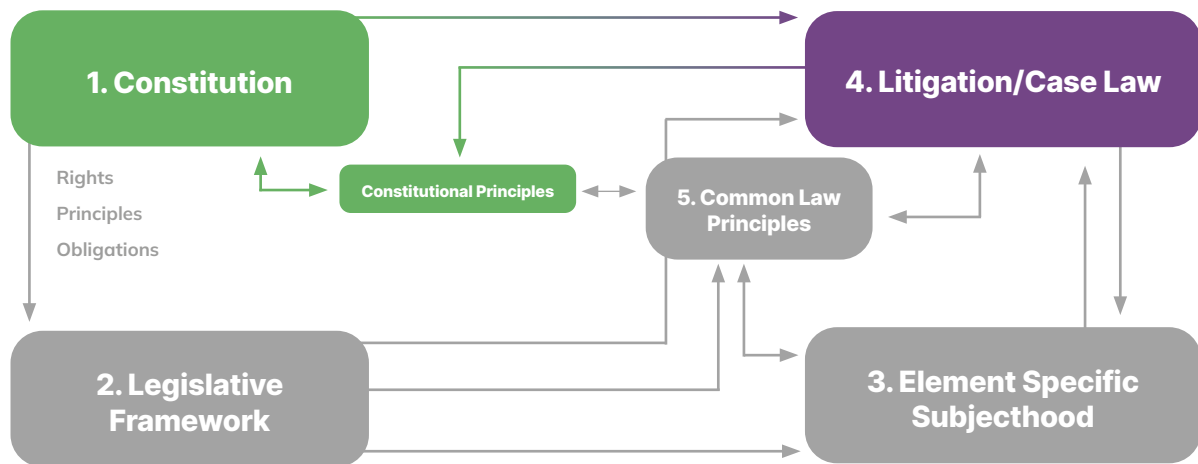 1. Constitution
4. Litigation/Case Law
Rights
Principles
Obligations
Constitutional Principles
5. Common Law
Principles
2. Legislative
Framework
3. Element Specific
Subjecthood